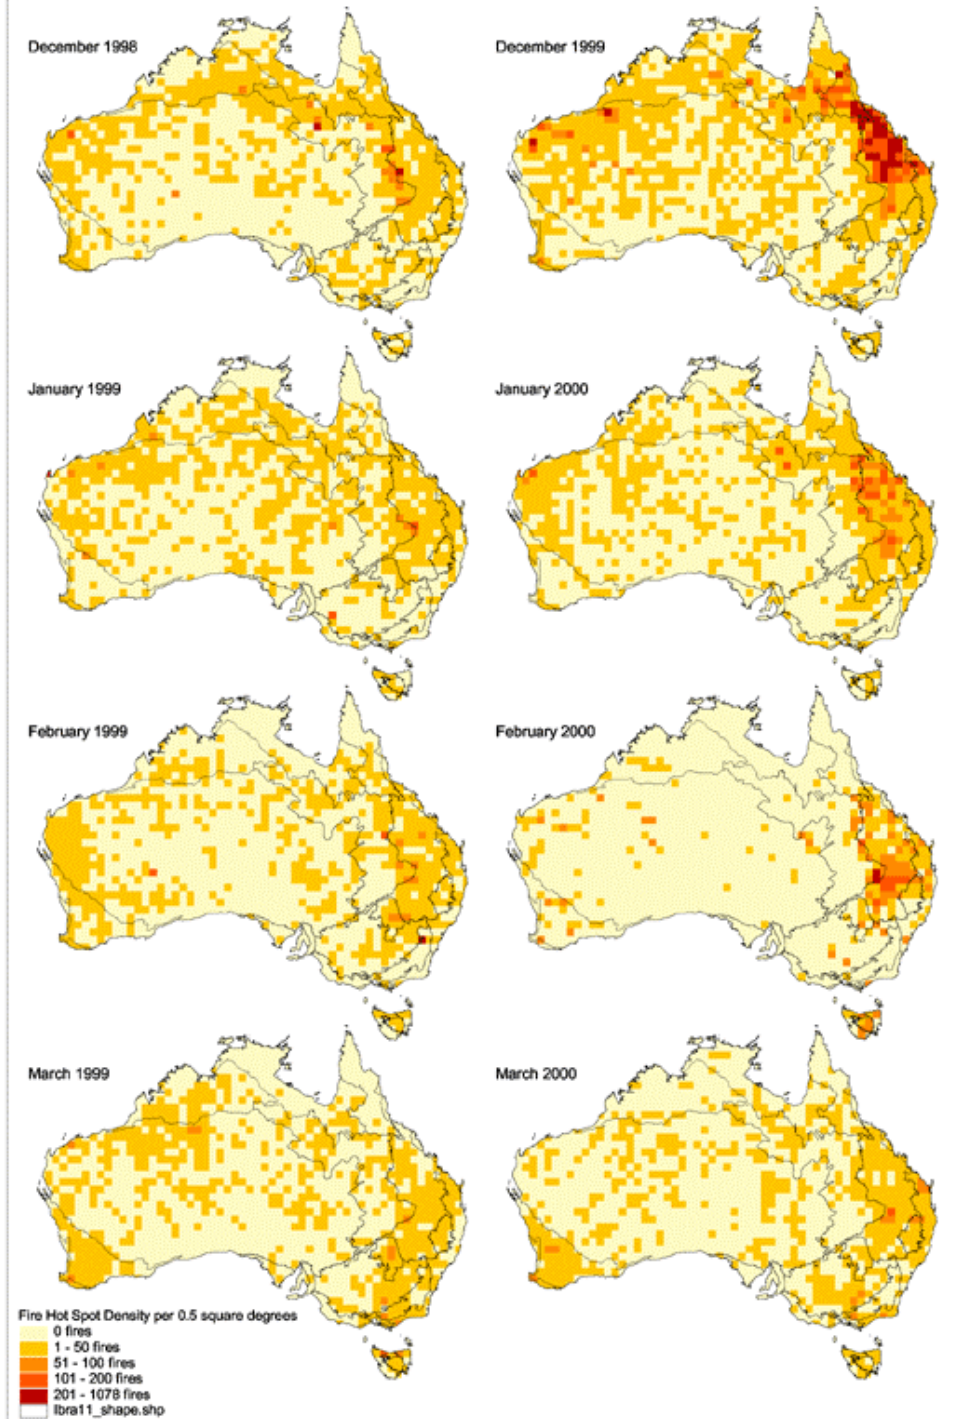 December 1998
December 1999
January 1999
January 2000
February 1999
February 2000
March 1999
March 2000
Fire Hot Spot Density per 0.5 square degrees
0 fires
1 - 50 fires
51 - 100 fires
101 - 200 fires
201 - 1078 fires
Ibra11_shape.shp